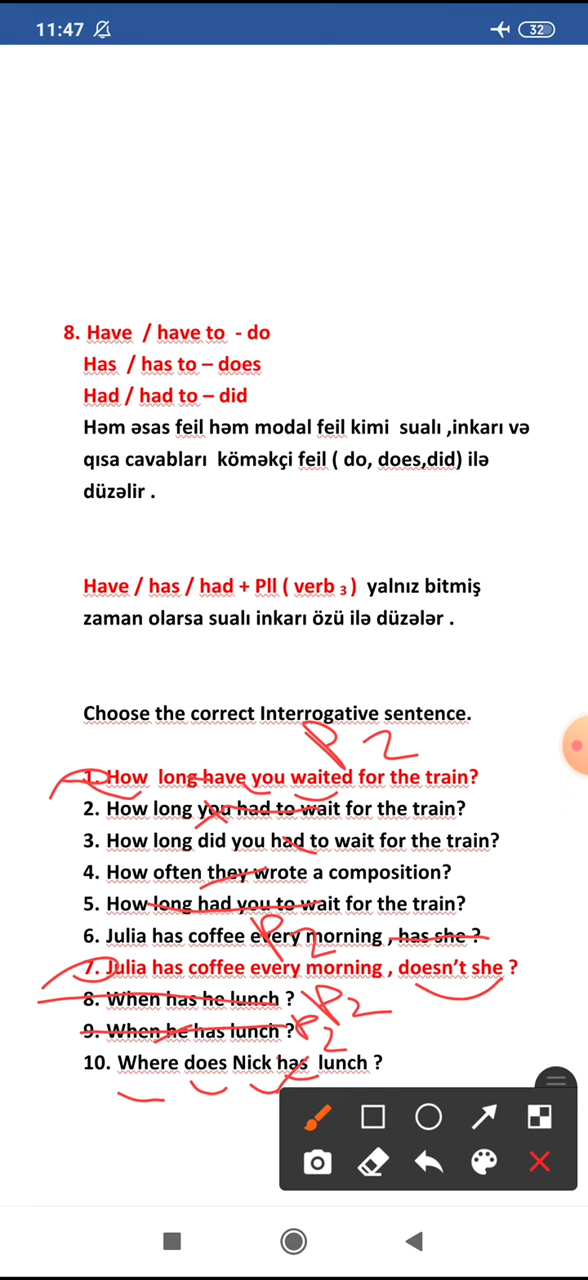 11:47
32
8. Have / have to - do
Has / has to – does
Had / had to – did
Həm əsas feil həm modal feil kimi sualı ,inkarı və
qısa cavabları köməkçi feil ( do, does,did) ilə
düzəlir .
Have / has / had + Pll ( verb 3 ) yalnız bitmiş
zaman olarsa sualı inkarı özü ilə düzələr .
Choose the correct Interrogative sentence.
P2
1. How long have you waited for the train?
2. How long you had to wait for the train?
3. How long did you had to wait for the train?
4. How often they wrote a composition?
5. How long had you to wait for the train?
6. Julia has coffee every morning , has she ?
P2
7. Julia has coffee every morning , doesn't she ?
8. When has he lunch ?
P2
9. When he has lunch ?
P2
10. Where does Nick has lunch ?